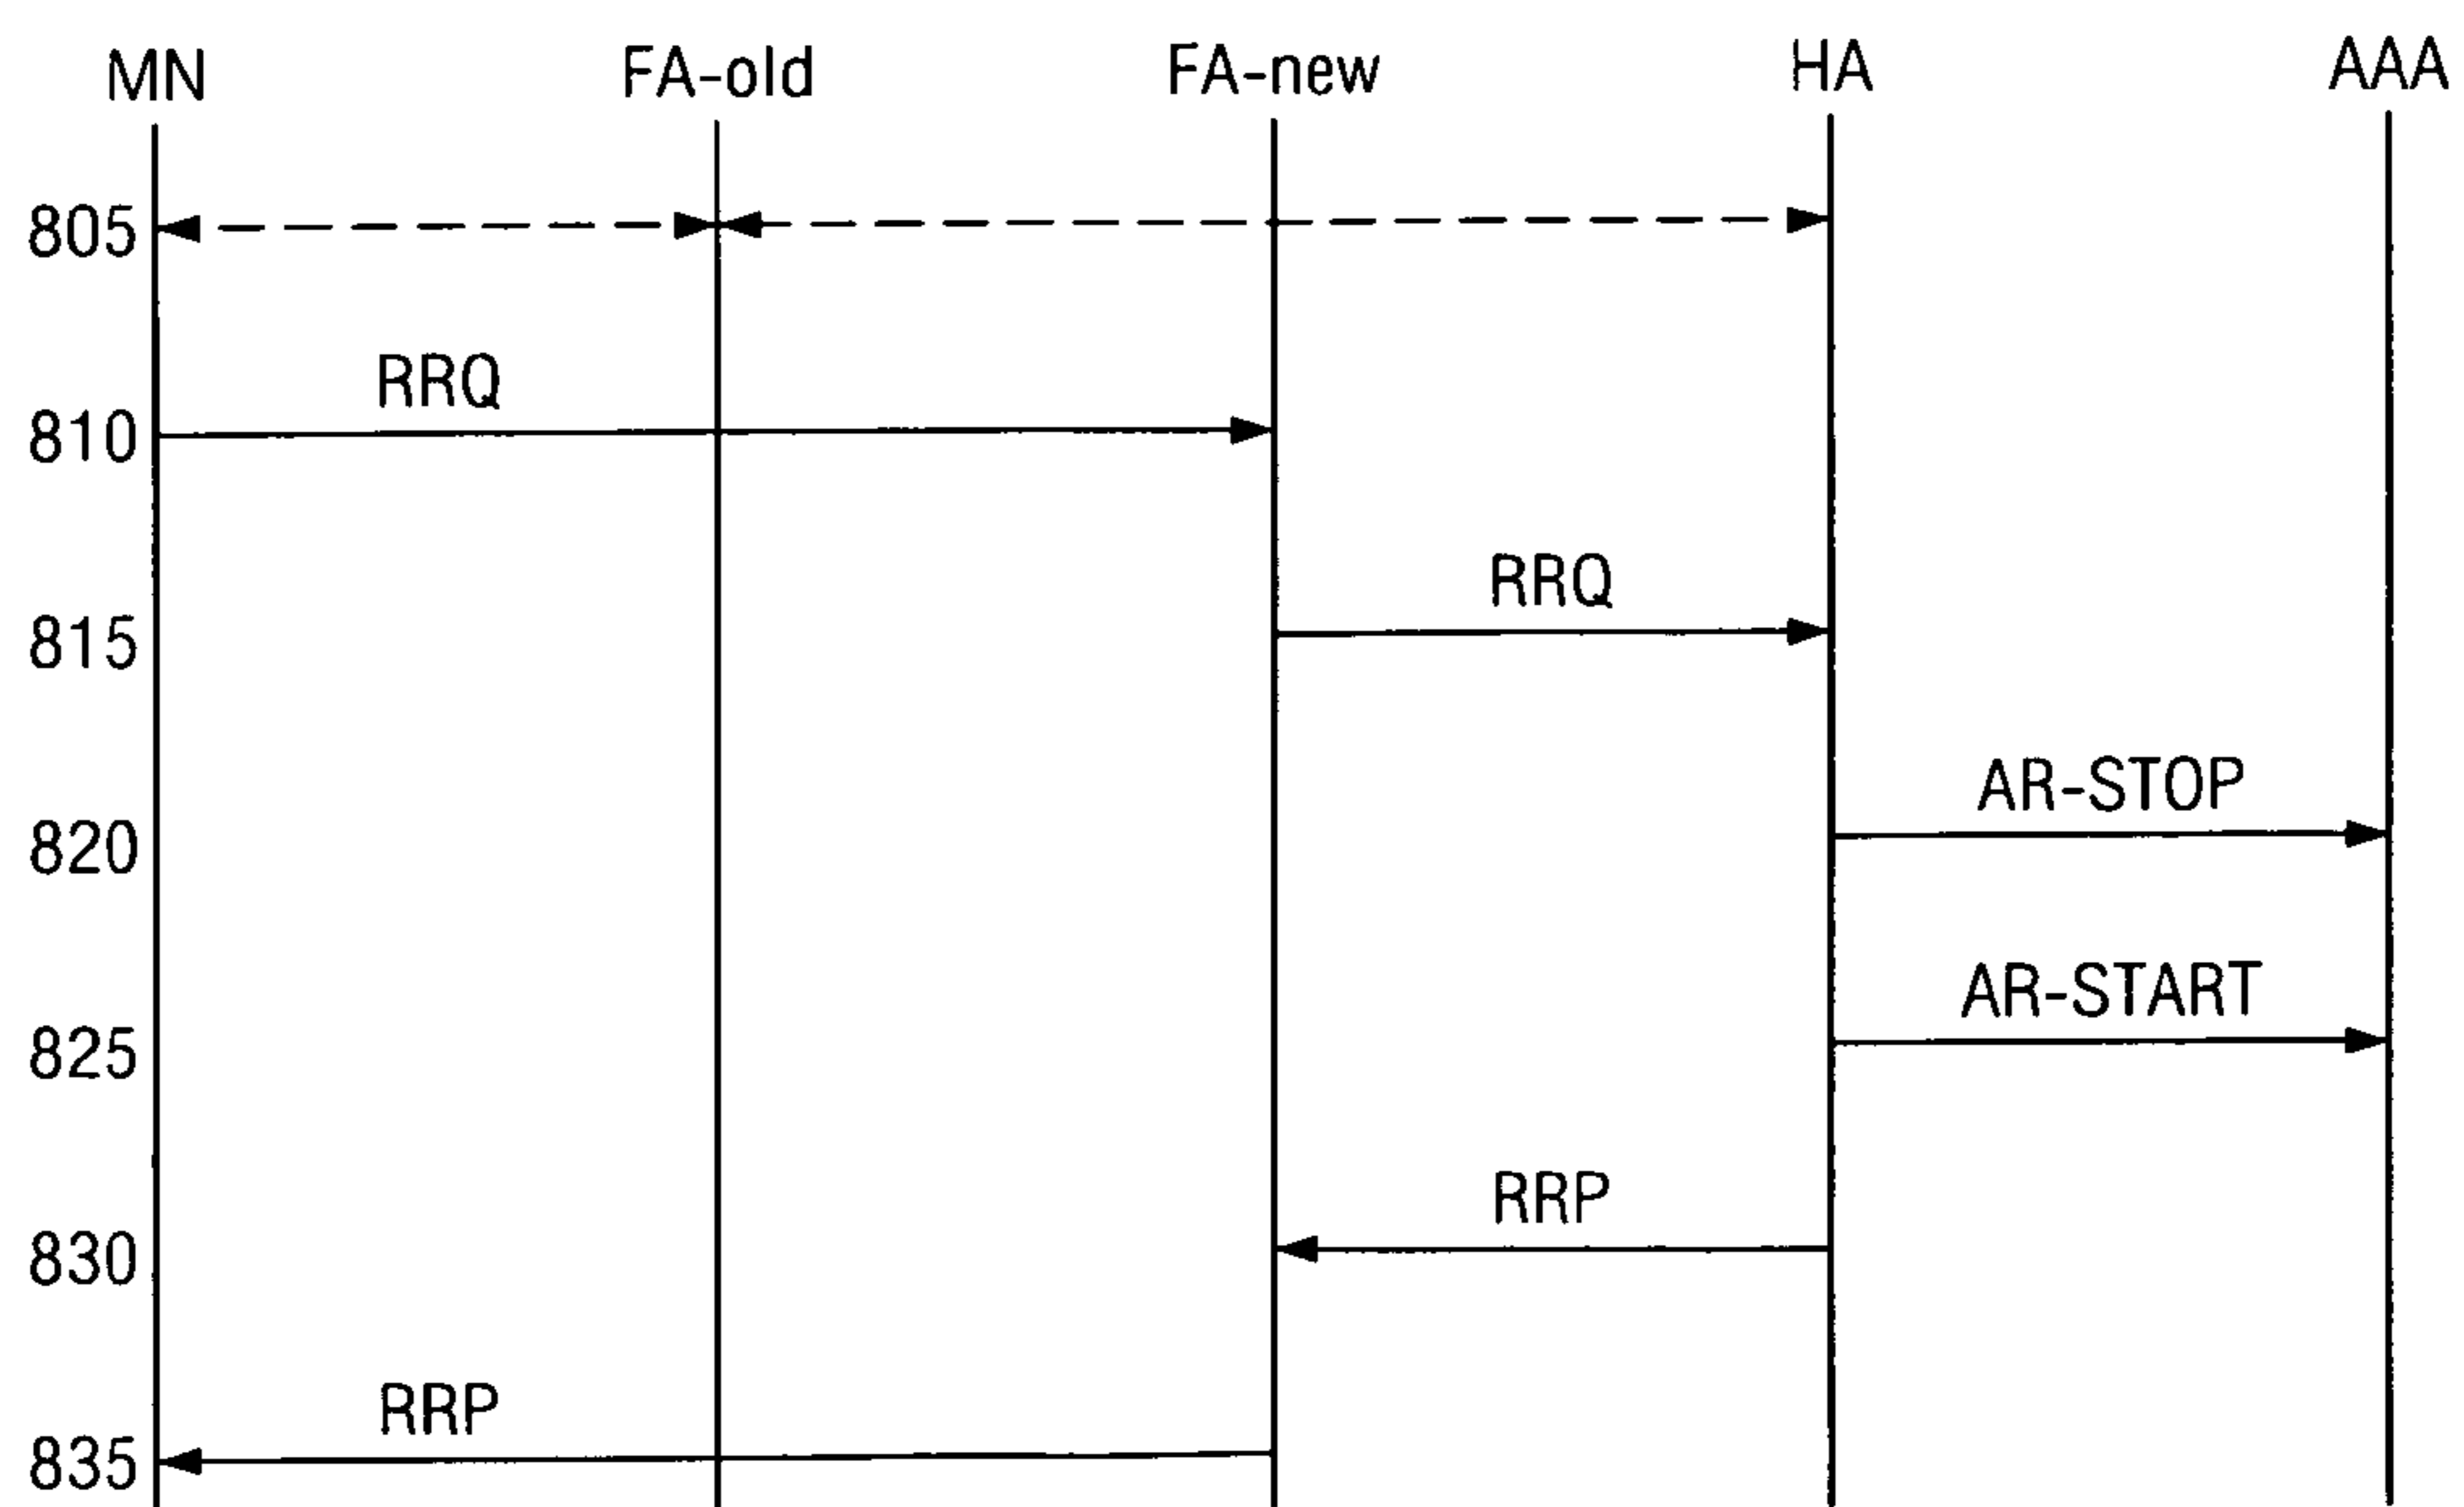 MN FA-old FA-new HA AAA
805
RRQ
810
RRQ
815
AR-STOP
820
AR-START
825
RRP
830
RRP
835